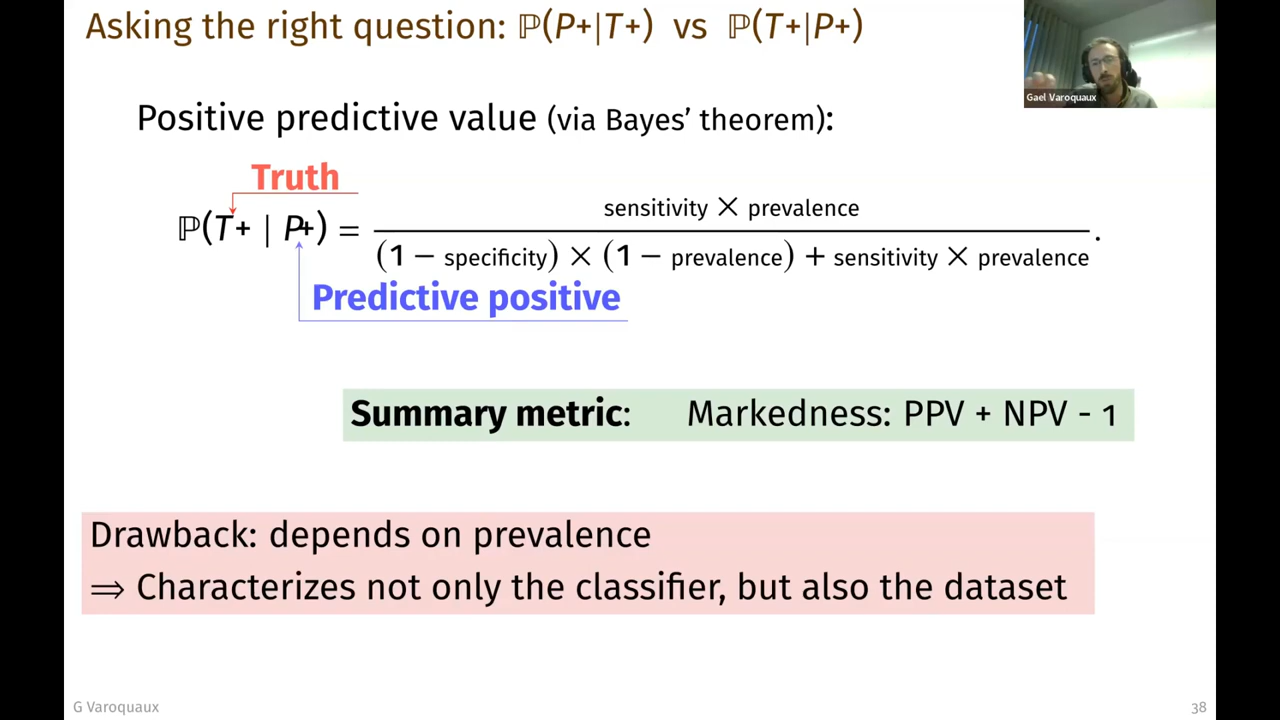 Asking the right question: ℙ(P+|T+) vs ℙ(T+|P+)
Gael Varoquaux
Positive predictive value (via Bayes’ theorem):
Truth
ℙ(T+ | P+) = sensitivity × prevalence / (1 − specificity) × (1 − prevalence) + sensitivity × prevalence .
Predictive positive
Summary metric: Markedness: PPV + NPV - 1
Drawback: depends on prevalence
⇒ Characterizes not only the classifier, but also the dataset
G Varoquaux
38